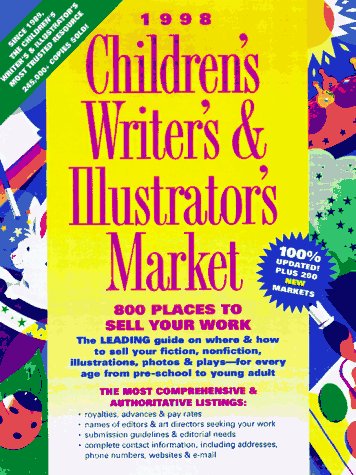 SINCE 1989,
THE CHILDREN'S
WRITER'S & ILLUSTRATOR'S
MOST TRUSTED RESOURCE
245,000+ COPIES SOLD!
1998
Children's
Writer's &
Illustrator's
Market
100%
UPDATED!
PLUS 200
NEW
MARKETS
800 PLACES TO
SELL YOUR WORK
The LEADING guide on where & how
to sell your fiction, nonfiction,
illustrations, photos & plays—for every
age from pre-school to young adult
THE MOST COMPREHENSIVE &
AUTHORITATIVE LISTINGS:
• royalties, advances & pay rates
• names of editors & art directors seeking your work
• submission guidelines & editorial needs
• complete contact information, including addresses,
phone numbers, websites & e-mail